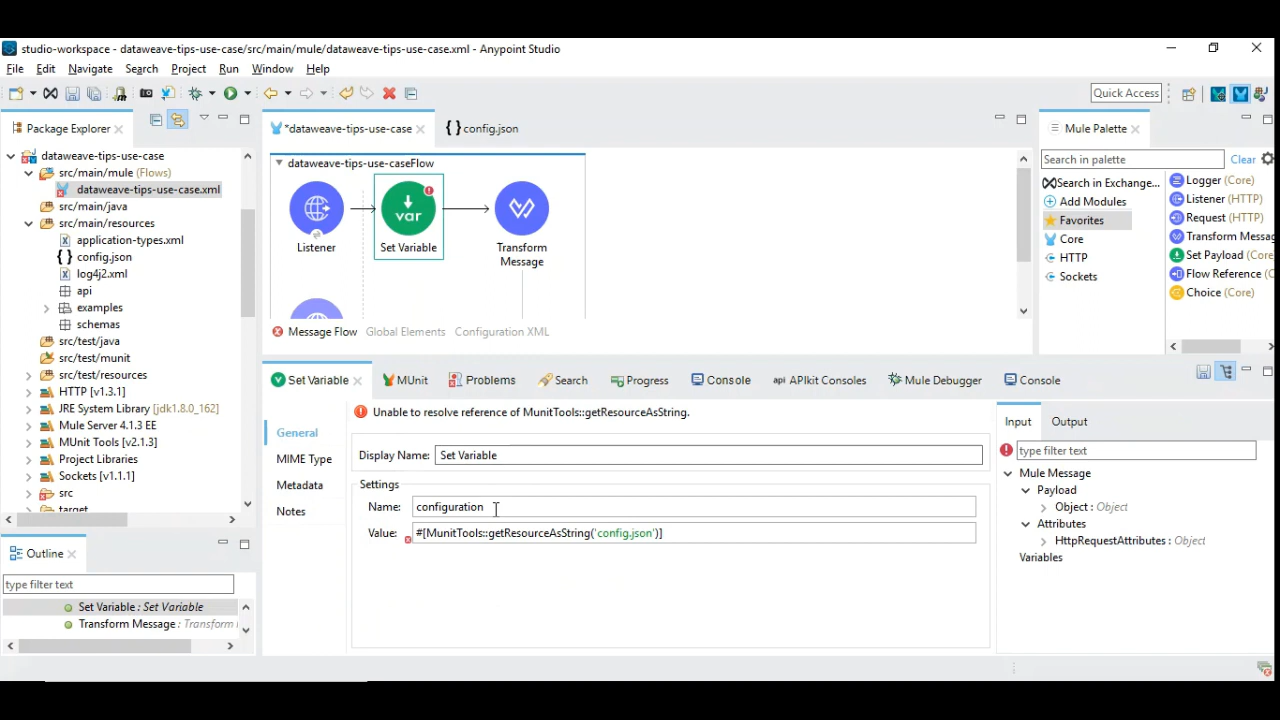 studio-workspace - dataweave-tips-use-case/src/main/mule/dataweave-tips-use-case.xml - Anypoint Studio
File Edit Navigate Search Project Run Window Help
Quick Access
Package Explorer
dataweave-tips-use-case
src/main/mule (Flows)
dataweave-tips-use-case.xml
src/main/java
src/main/resources
application-types.xml
{ } config.json
log4j2.xml
api
examples
schemas
src/test/java
src/test/munit
src/test/resources
HTTP [v1.3.1]
JRE System Library [jdk1.8.0_162]
Mule Server 4.1.3 EE
MUnit Tools [v2.1.3]
Project Libraries
Sockets [v1.1.1]
src
target
Outline
type filter text
Set Variable : Set Variable
Transform Message : Transform
*dataweave-tips-use-case
{ } config.json
dataweave-tips-use-caseFlow
var
Listener
Set Variable
Transform
Message
Message Flow Global Elements Configuration XML
Mule Palette
Search in palette
Clear
Search in Exchange...
Add Modules
Favorites
Core
HTTP
Sockets
Logger (Core)
Listener (HTTP)
Request (HTTP)
Transform Messag
Set Payload (Core
Flow Reference (C
Choice (Core)
Set Variable
MUnit
Problems
Search
Progress
Console
api APIkit Consoles
Mule Debugger
Console
General
MIME Type
Metadata
Notes
Unable to resolve reference of MunitTools::getResourceAsString.
Display Name: Set Variable
Settings
Name: configuration
Value: #[MunitTools::getResourceAsString('config.json')]
Input Output
type filter text
Mule Message
Payload
Object : Object
Attributes
HttpRequestAttributes : Object
Variables